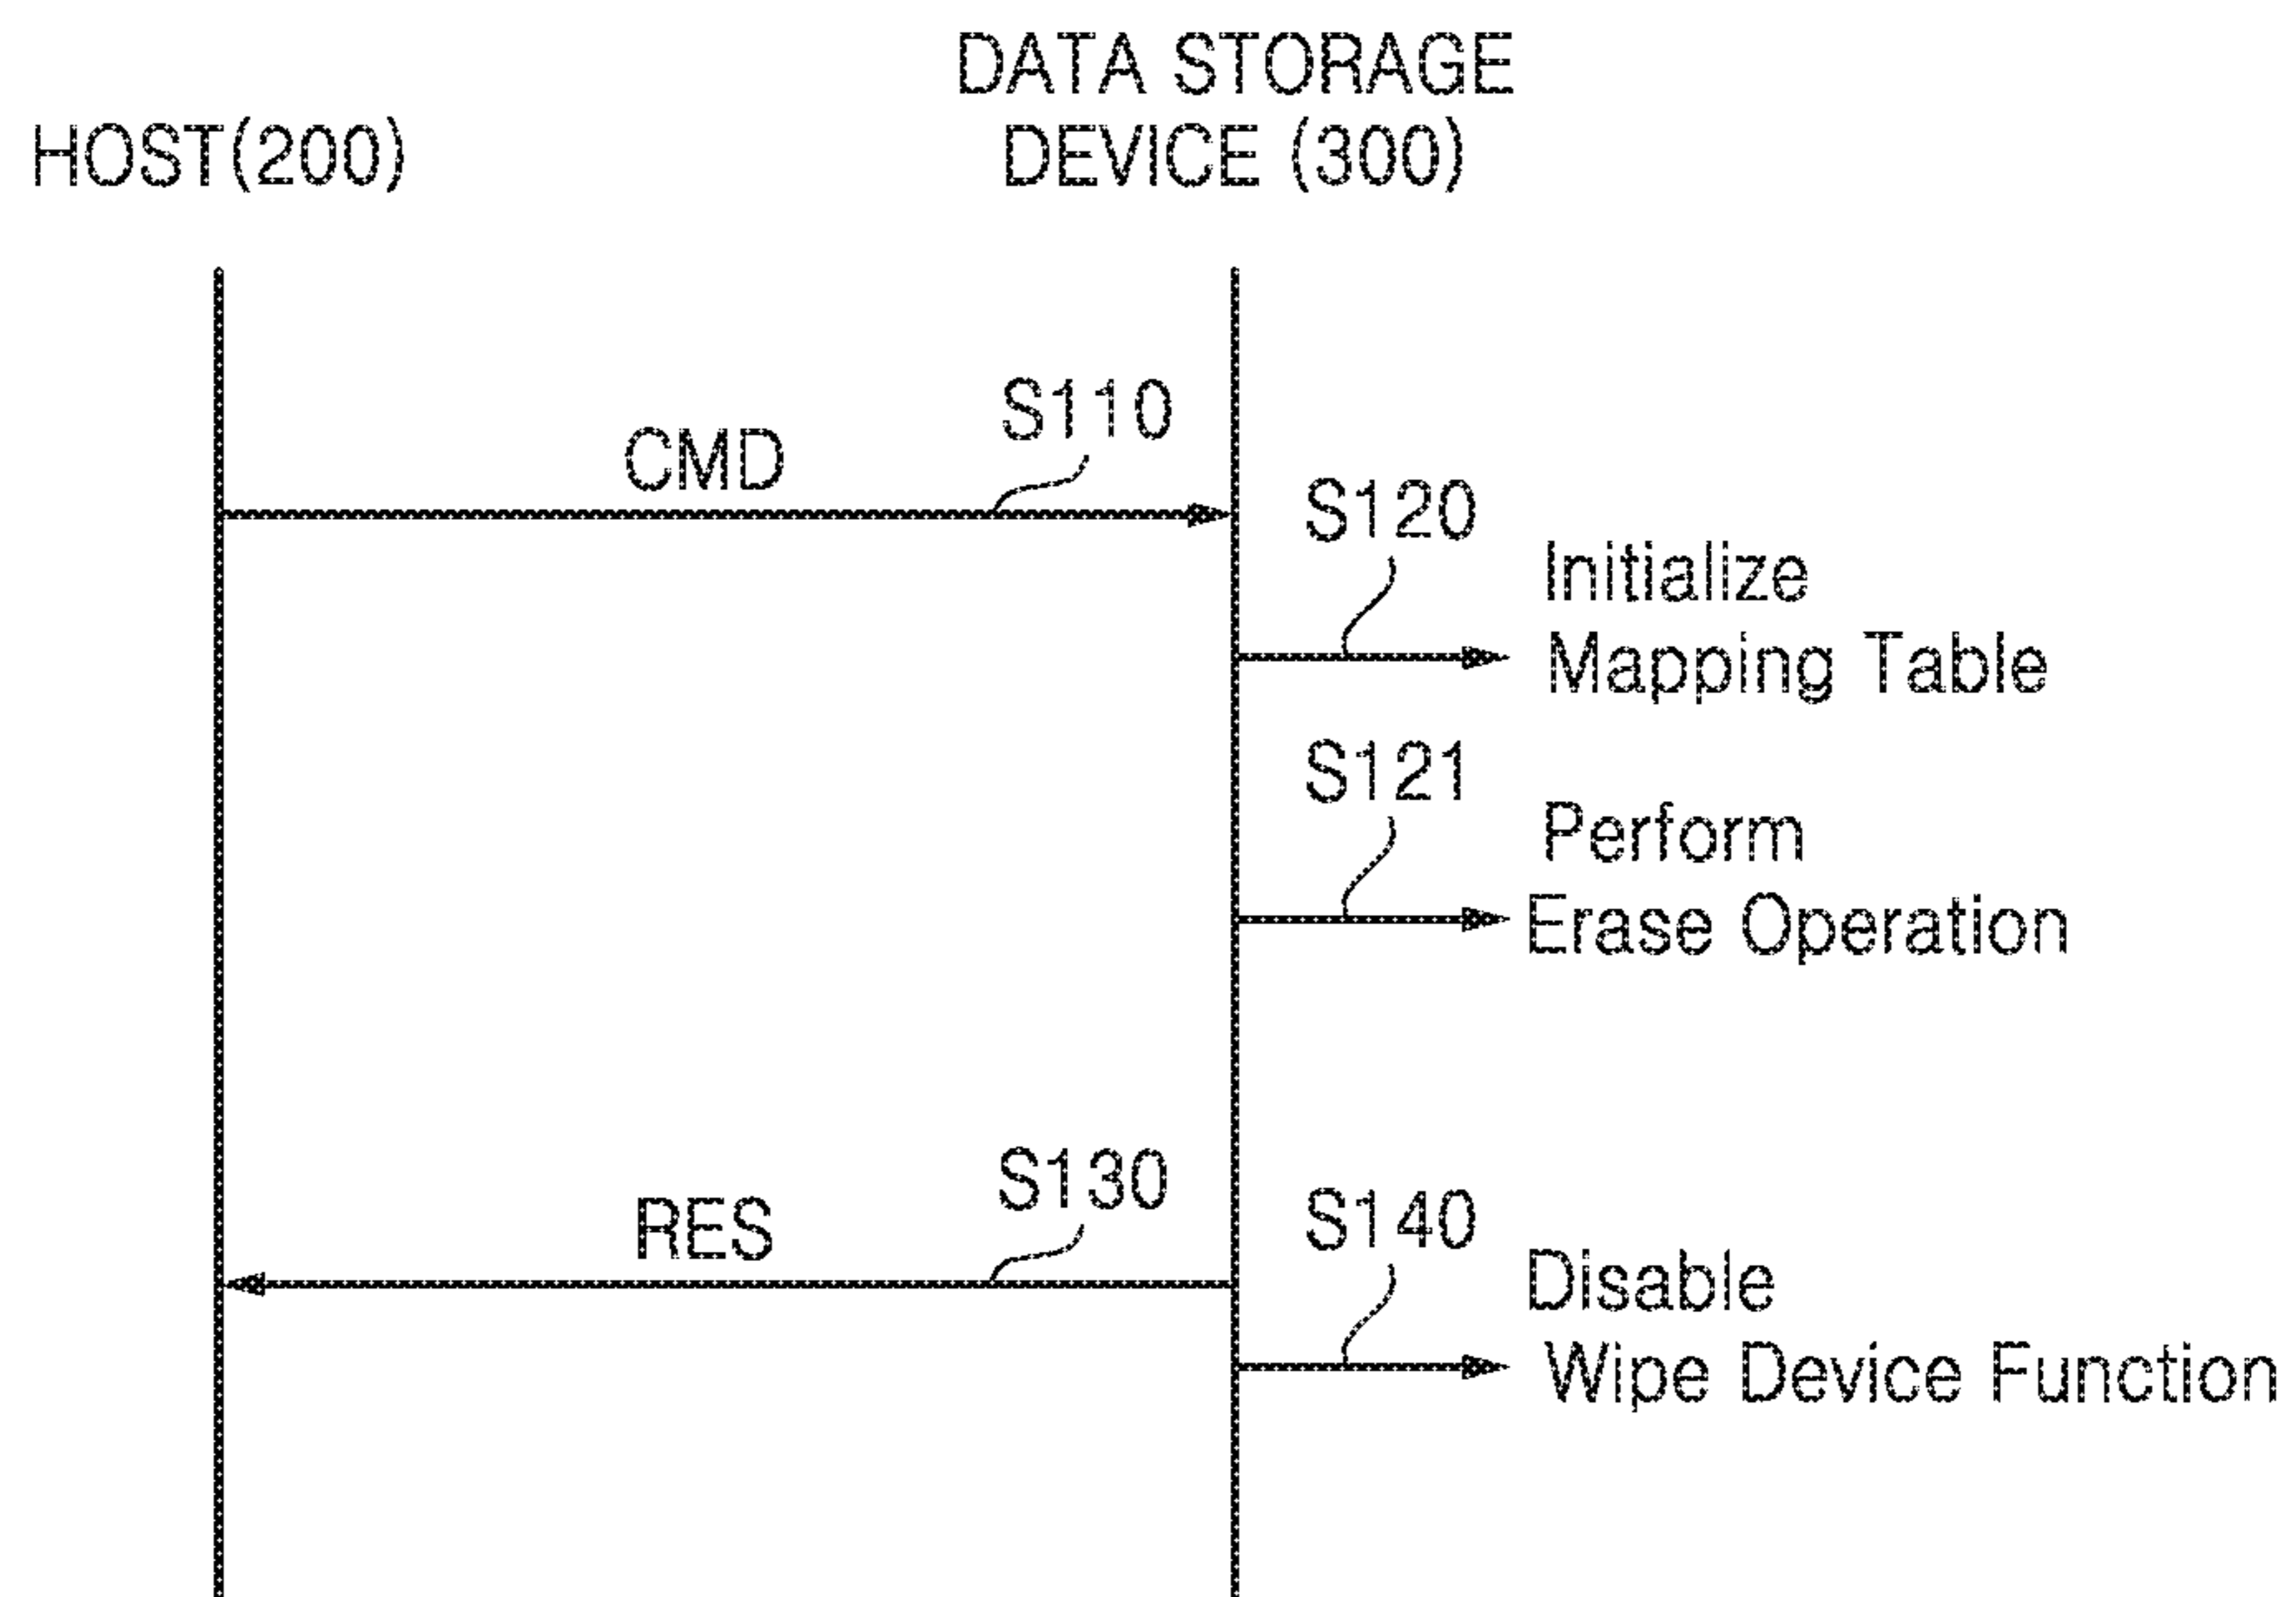 HOST(200)
DATA STORAGE
DEVICE (300)
S110
CMD
S120
Initialize
Mapping Table
S121
Perform
Erase Operation
S130
RES
S140
Disable
Wipe Device Function